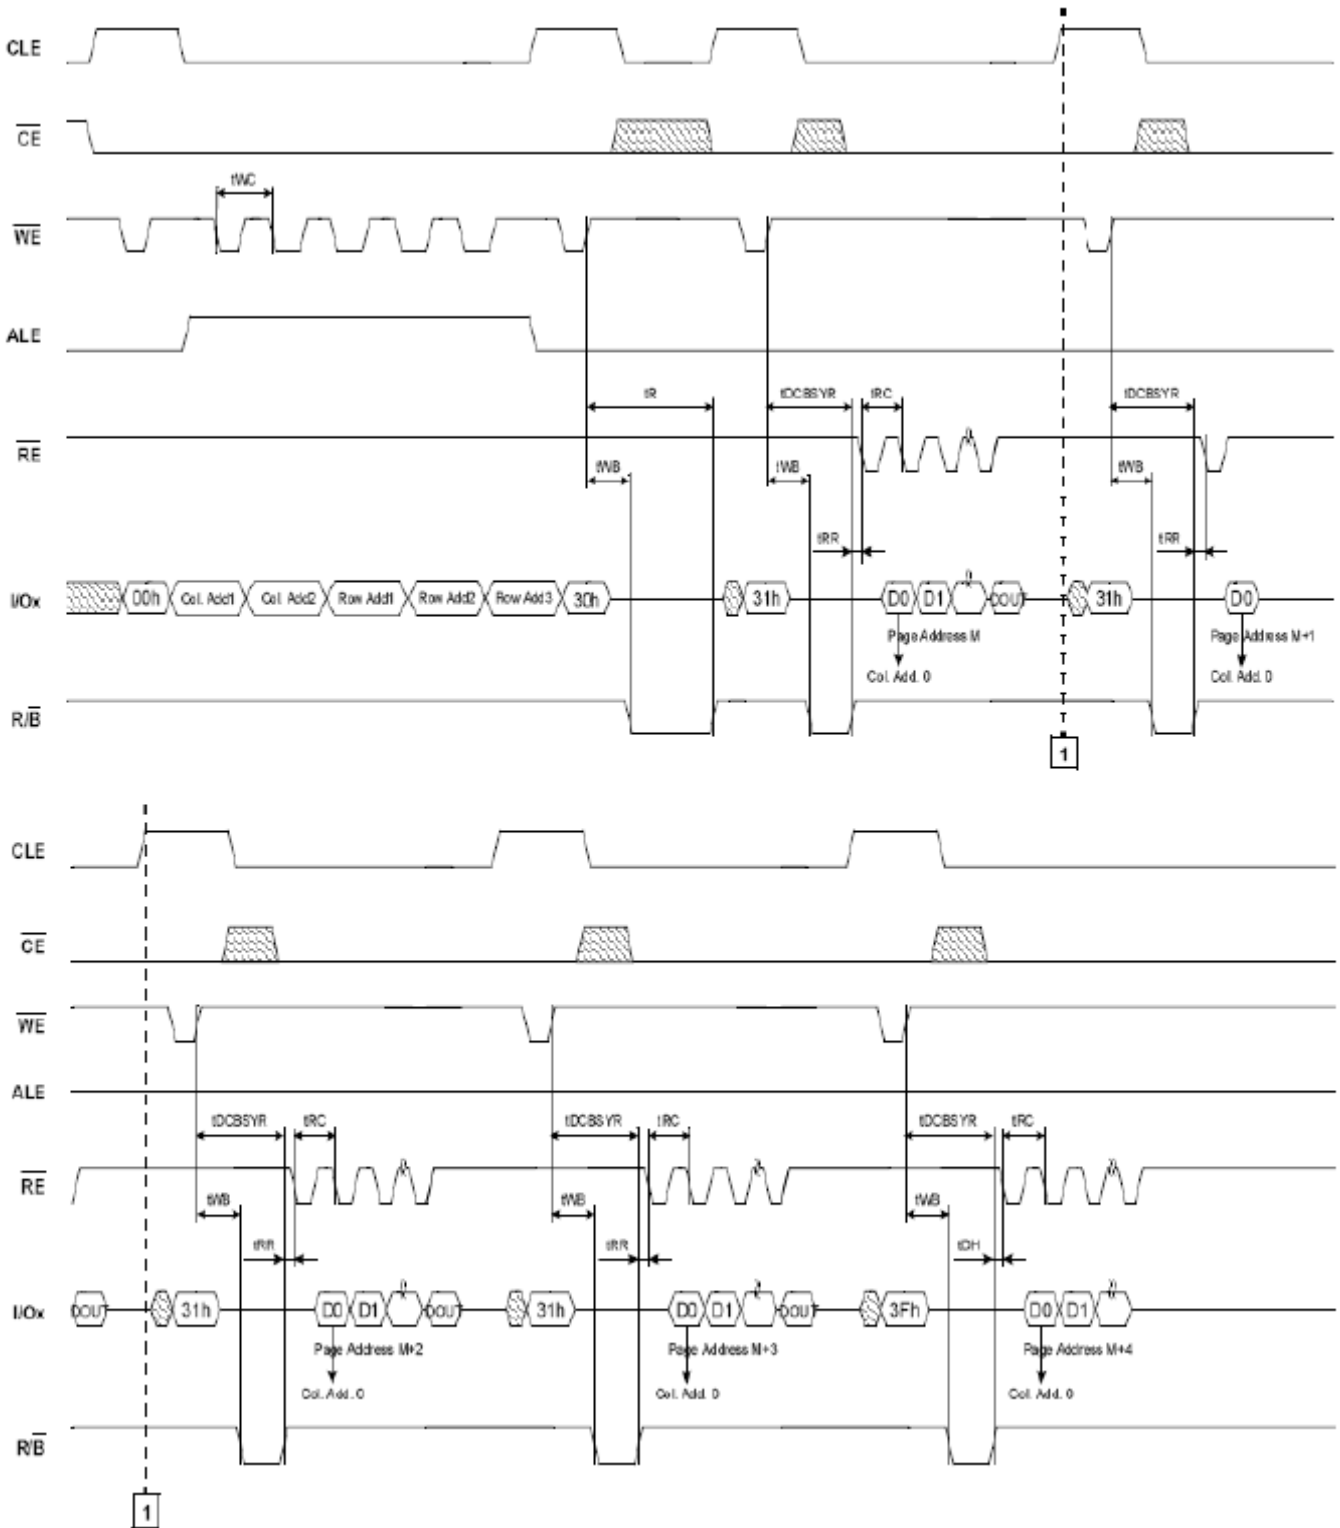 CLE
CE
tWC
WE
ALE
tR tDCBSYR tRC tDCBSYR
RE
tWB tWB tWB
tRR tRR
I/Ox 00h Col. Add1 Col. Add2 Row Add1 Row Add2 Row Add3 30h 31h D0 D1 DOUT 31h D0
Page Address M Page Address M+1
Col. Add. 0 Col. Add. 0
R/B
1
CLE
CE
WE
ALE
tDCBSYR tRC tDCBSYR tRC tDCBSYR tRC
RE
tWB tWB tWB
tRR tRR tDH
I/Ox DOUT 31h D0 D1 DOUT 31h D0 D1 DOUT 3Fh D0 D1
Page Address M+2 Page Address M+3 Page Address M+4
Col. Add. 0 Col. Add. 0 Col. Add. 0
R/B
1